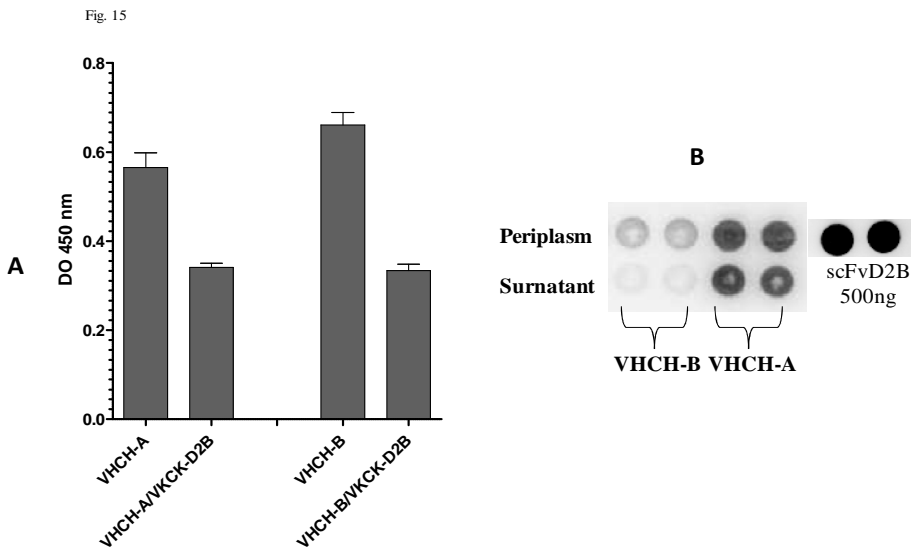 Fig. 15
A
DO 450 nm
0.8
0.6
0.4
0.2
0.0
VHCH-A
VHCH-A/VKCK-D2B
VHCH-B
VHCH-B/VKCK-D2B
B
Periplasm
Surnatant
VHCH-B VHCH-A
scFvD2B
500ng